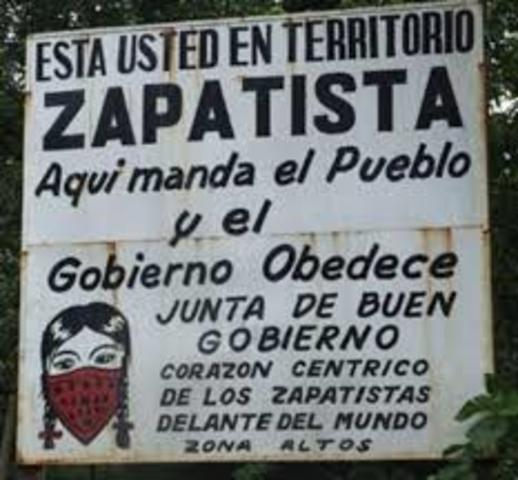 ESTA USTED EN TERRITORIO
ZAPATISTA
Aqui manda el Pueblo
y el
Gobierno Obedece
JUNTA DE BUEN
GOBIERNO
CORAZON CENTRICO
DE LOS ZAPATISTAS
DELANTE DEL MUNDO
ZONA ALTOS